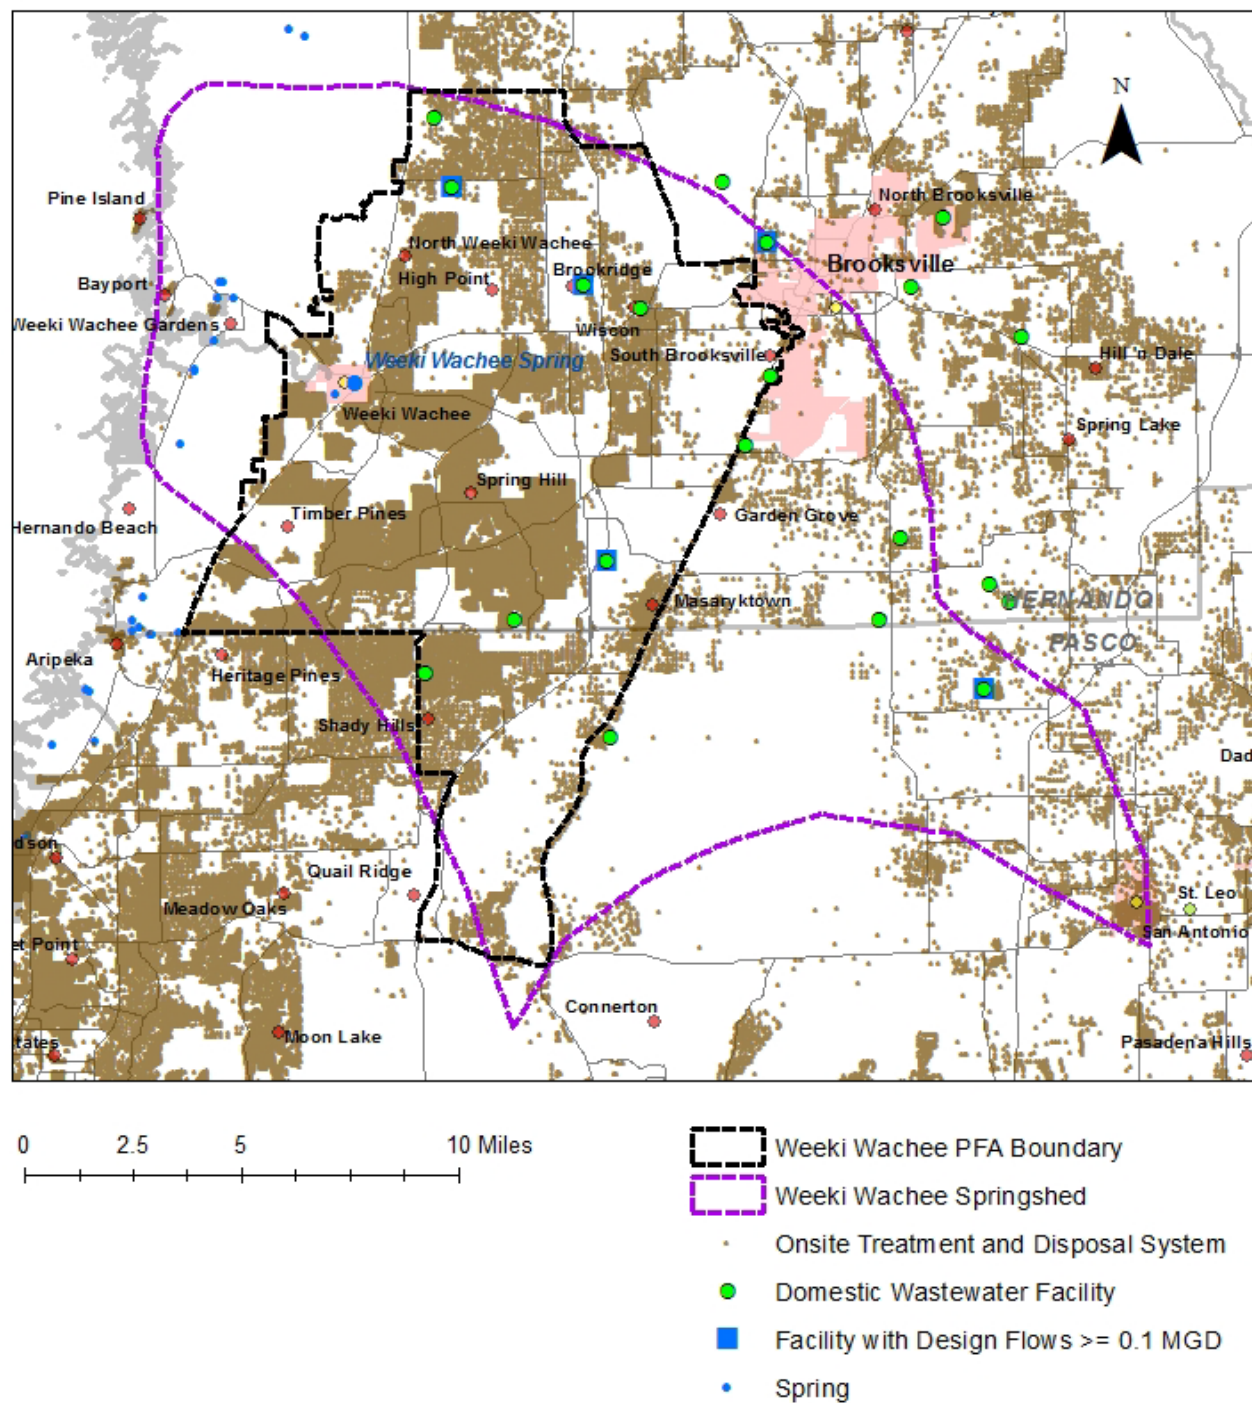 N
Pine Island
North Brooksville
North Weeki Wachee
Brooksville
High Point
Brookridge
Bayport
Weeki Wachee Gardens
Wiscon
South Brooksville
Hill 'n Dale
Weeki Wachee Spring
Weeki Wachee
Spring Lake
Spring Hill
Timber Pines
Garden Grove
Hernando Beach
Masaryktown
HERNANDO
PASCO
Aripeka
Heritage Pines
Shady Hills
Dad
dson
Quail Ridge
St. Leo
Meadow Oaks
San Antonio
et Point
Connerton
Moon Lake
tates
Pasadena Hills
0 2.5 5 10 Miles
Weeki Wachee PFA Boundary
Weeki Wachee Springshed
Onsite Treatment and Disposal System
Domestic Wastewater Facility
Facility with Design Flows >= 0.1 MGD
Spring